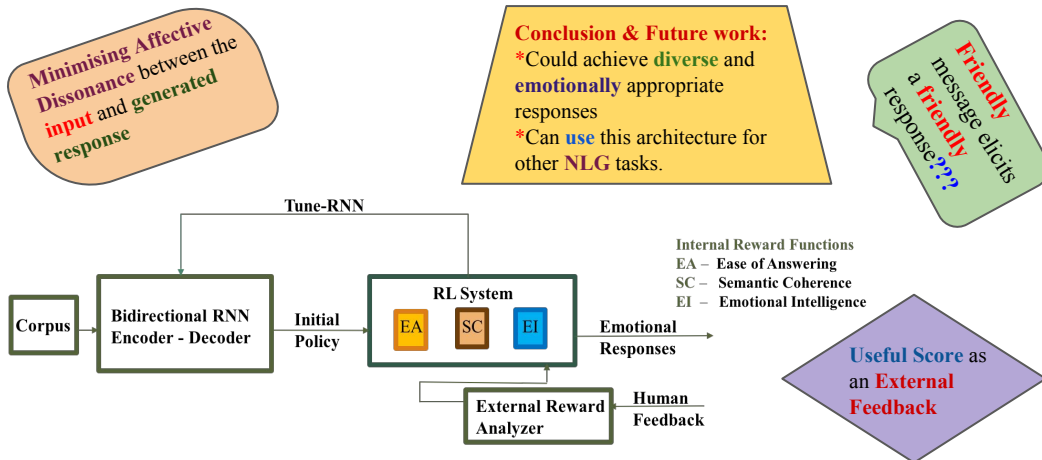 Minimising Affective
Dissonance between the
input and generated
response
Conclusion & Future work:
*Could achieve diverse and
emotionally appropriate
responses
*Can use this architecture for
other NLG tasks.
Friendly
message elicits
a friendly
response???
Tune-RNN
Internal Reward Functions
EA – Ease of Answering
SC – Semantic Coherence
EI – Emotional Intelligence
Corpus
Bidirectional RNN
Encoder - Decoder
Initial
Policy
RL System
EA
SC
EI
Emotional
Responses
External Reward
Analyzer
Human
Feedback
Useful Score as
an External
Feedback